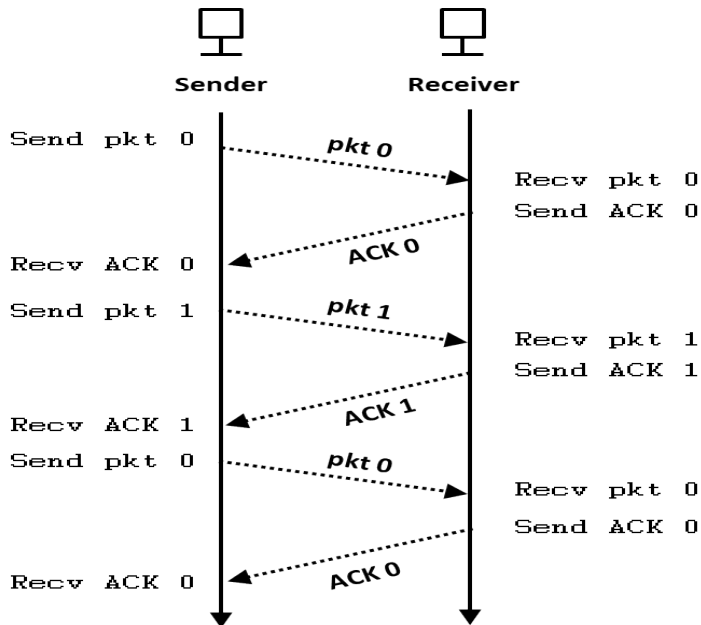 Sender
Receiver
Send pkt 0
pkt 0
Recv pkt 0
Send ACK 0
ACK 0
Recv ACK 0
Send pkt 1
pkt 1
Recv pkt 1
Send ACK 1
ACK 1
Recv ACK 1
Send pkt 0
pkt 0
Recv pkt 0
Send ACK 0
ACK 0
Recv ACK 0